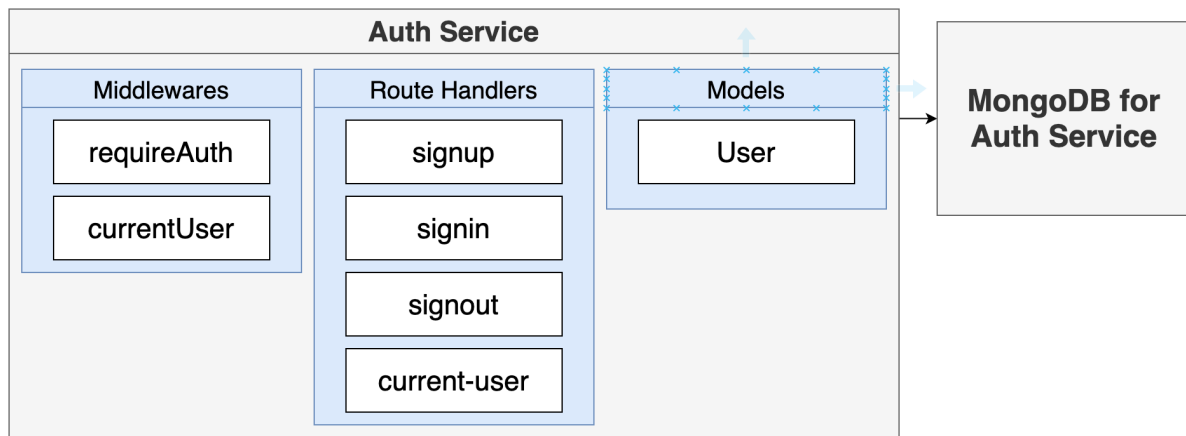 Auth Service
Middlewares
requireAuth
currentUser
Route Handlers
signup
signin
signout
current-user
Models
User
MongoDB for
Auth Service